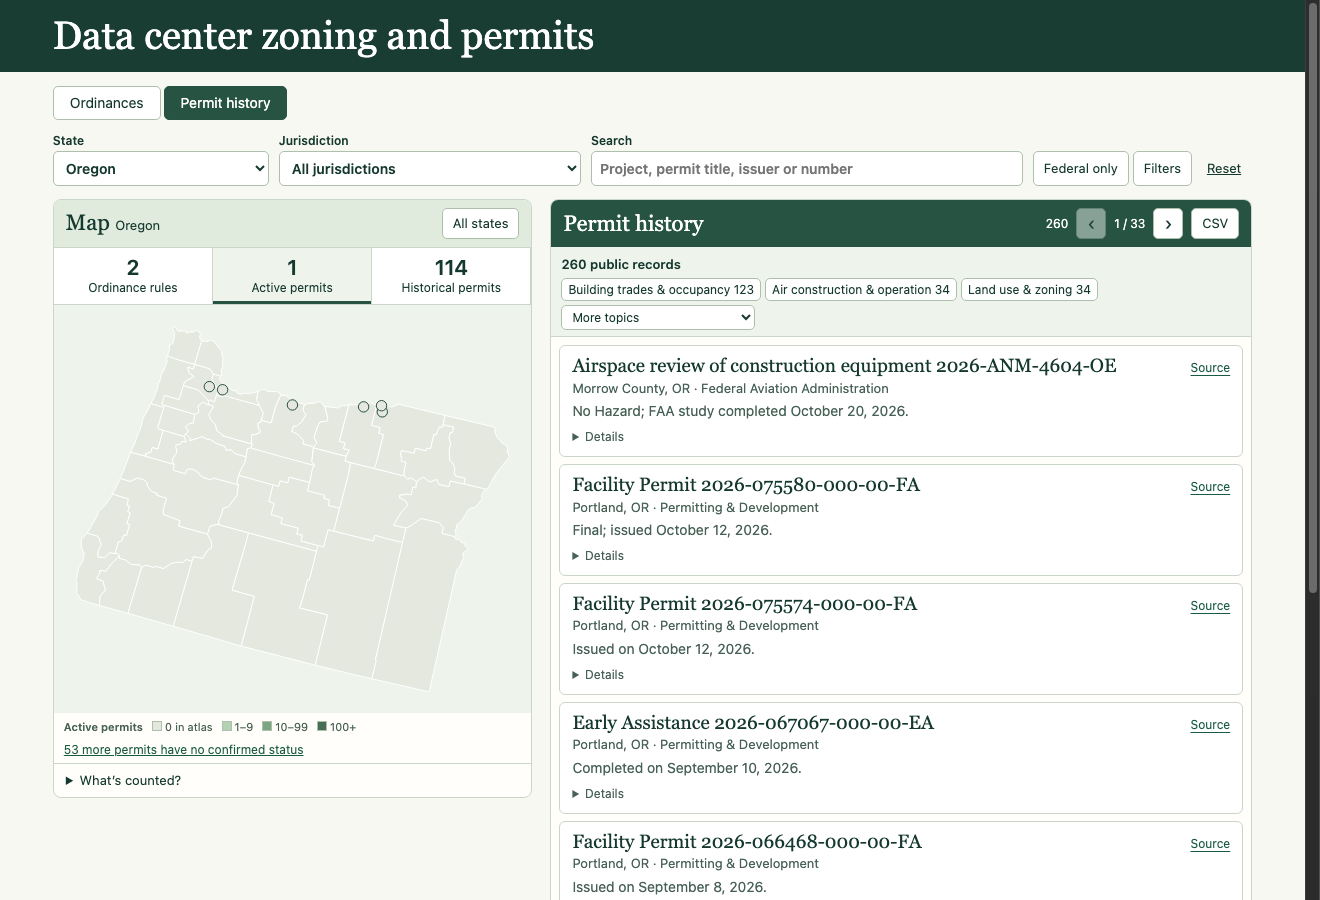 Data center zoning and permits
Ordinances
Permit history
State
Jurisdiction
Search
Oregon
All jurisdictions
Project, permit title, issuer or number
Federal only
Filters
Reset
Map Oregon
All states
2
Ordinance rules
1
Active permits
114
Historical permits
Active permits 0 in atlas 1–9 10–99 100+
53 more permits have no confirmed status
What's counted?
Permit history
260
1 / 33
CSV
260 public records
Building trades & occupancy 123
Air construction & operation 34
Land use & zoning 34
More topics
Airspace review of construction equipment 2026-ANM-4604-OE
Source
Morrow County, OR · Federal Aviation Administration
No Hazard; FAA study completed October 20, 2026.
Details
Facility Permit 2026-075580-000-00-FA
Source
Portland, OR · Permitting & Development
Final; issued October 12, 2026.
Details
Facility Permit 2026-075574-000-00-FA
Source
Portland, OR · Permitting & Development
Issued on October 12, 2026.
Details
Early Assistance 2026-067067-000-00-EA
Source
Portland, OR · Permitting & Development
Completed on September 10, 2026.
Details
Facility Permit 2026-066468-000-00-FA
Source
Portland, OR · Permitting & Development
Issued on September 8, 2026.